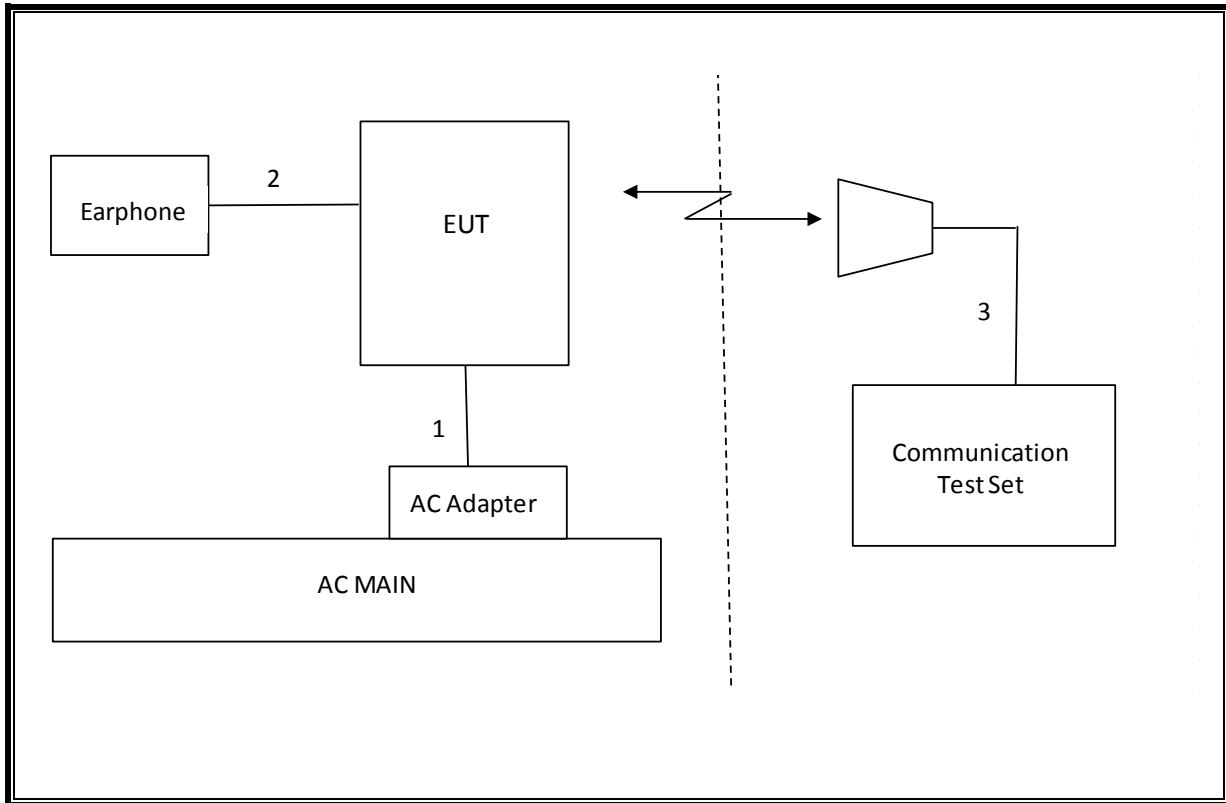 2
Earphone
EUT
3
1
Communication
Test Set
AC Adapter
AC MAIN